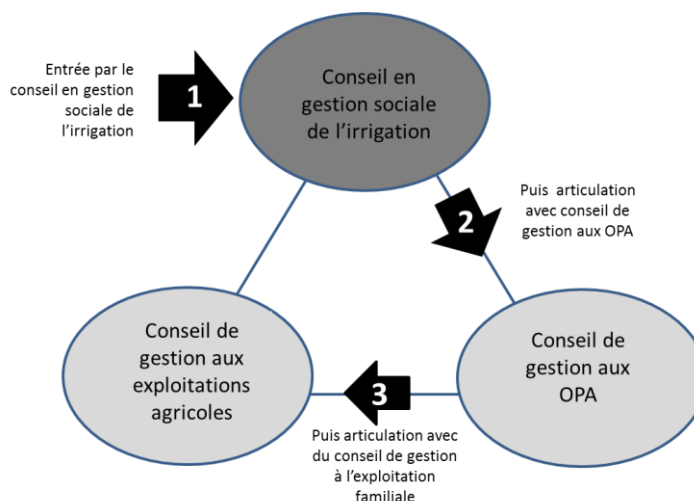 Entrée par le
conseil en gestion
sociale de
l'irrigation
1
Conseil en
gestion sociale
de l'irrigation
2
Puis articulation
avec conseil de
gestion aux OPA
Conseil de
gestion aux
exploitations
agricoles
3
Conseil de
gestion aux
OPA
Puis articulation avec
du conseil de gestion
à l'exploitation
familiale